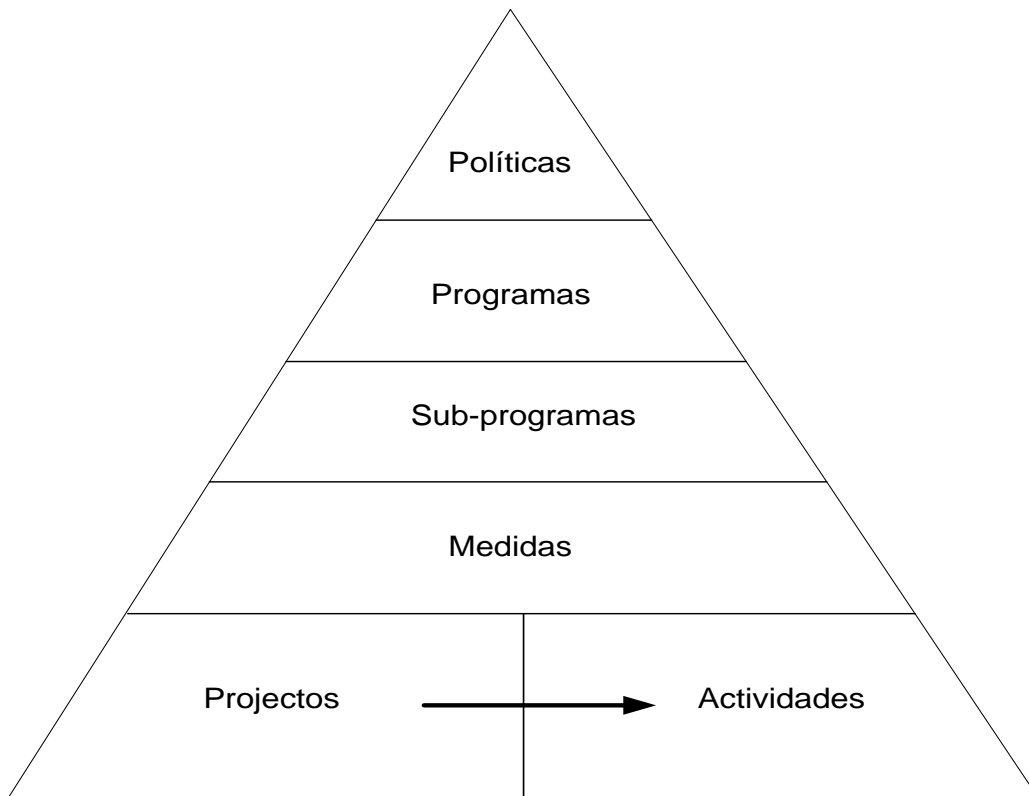 Políticas
Programas
Sub-programas
Medidas
Projectos
Actividades